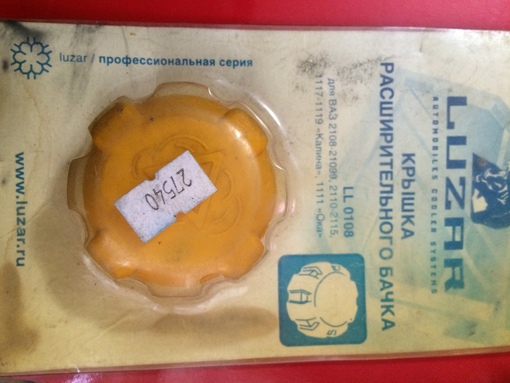 luzar / профессиональная серия
LUZAR
AUTOMOBILES COOLER SYSTEMS
КРЫШКА
РАСШИРИТЕЛЬНОГО БАЧКА
LL 0108
для ВАЗ 2108-21099, 2110-2115,
1117-1119 «Калина», 1111 «Ока»
27540
www.luzar.ru